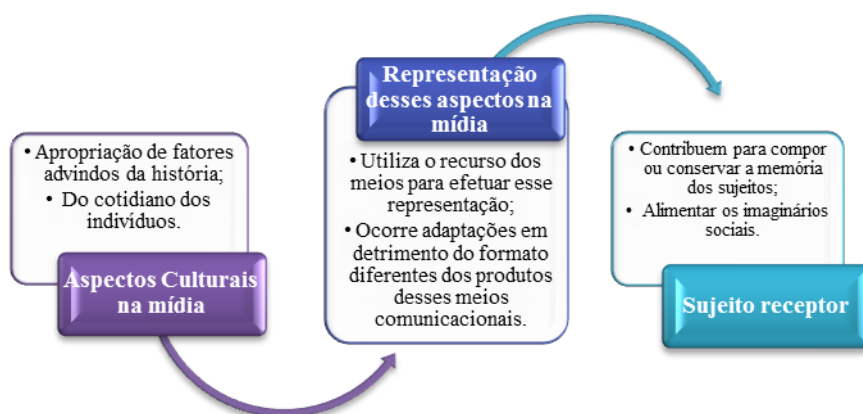 • Apropriação de fatores
advindos da história;
• Do cotidiano dos
indivíduos.
Aspectos Culturais
na mídia
Representação
desses aspectos na
mídia
• Utiliza o recurso dos
meios para efetuar esse
representação;
• Ocorre adaptações em
detrimento do formato
diferentes dos produtos
desses meios
comunicacionais.
• Contribuem para compor
ou conservar a memória
dos sujeitos;
• Alimentar os imaginários
sociais.
Sujeito receptor